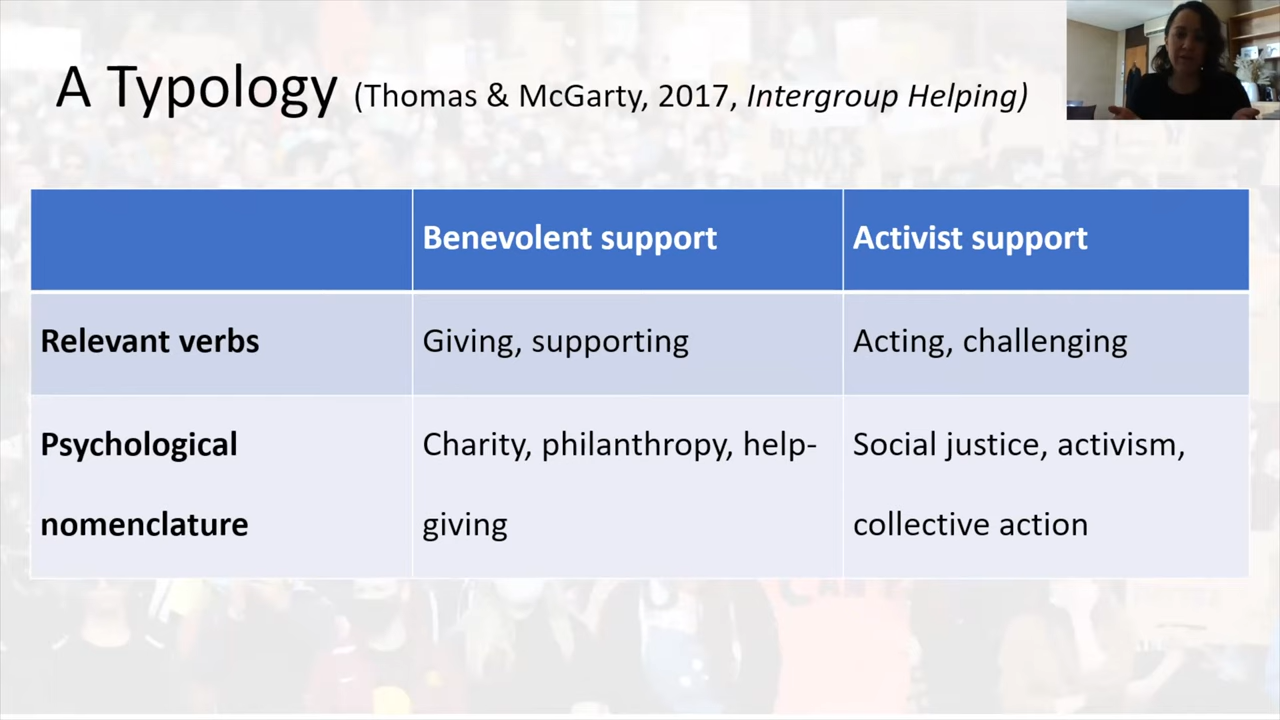 A Typology (Thomas & McGarty, 2017, Intergroup Helping)
Benevolent support
Activist support
Relevant verbs
Giving, supporting
Acting, challenging
Psychological
nomenclature
Charity, philanthropy, help-
giving
Social justice, activism,
collective action